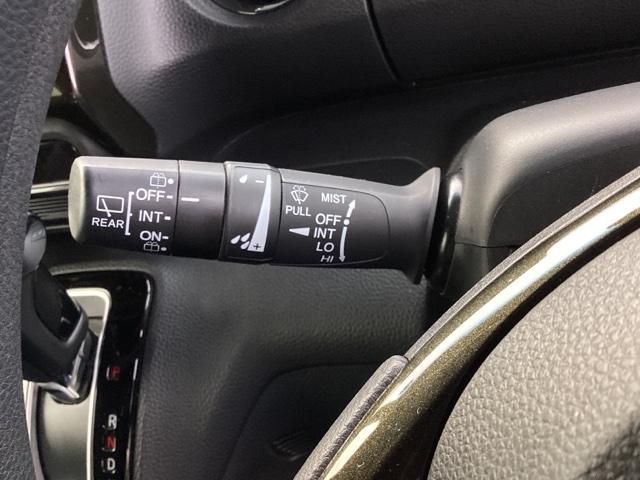 OFF
REAR
INT
ON
- 
+
MIST
PULL
OFF
INT
LO
HI
P
R
N
D